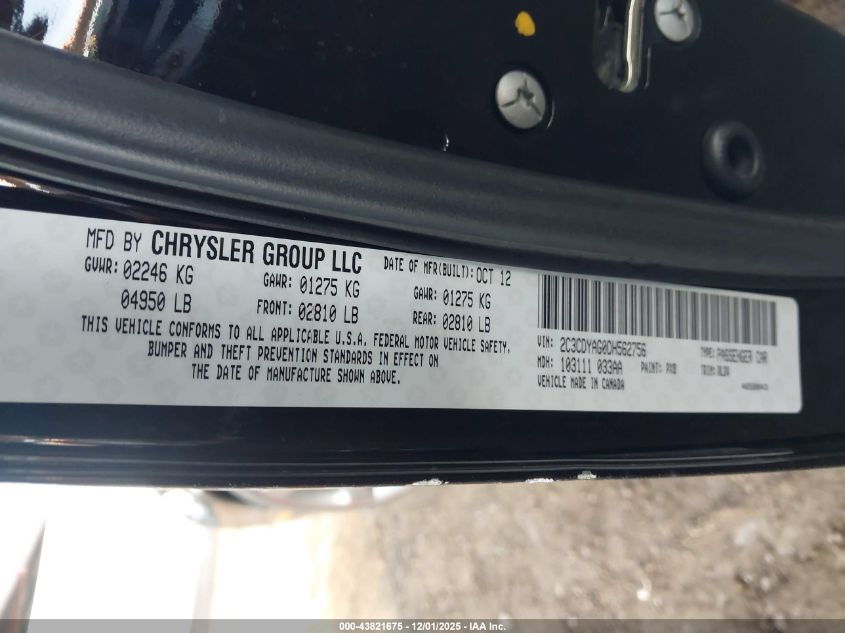 MFD BY CHRYSLER GROUP LLC
DATE OF MFR(BUILT): OCT 12
GVWR: 02246 KG
04950 LB
GAWR: 01275 KG
FRONT: 02810 LB
GAWR: 01275 KG
REAR: 02810 LB
THIS VEHICLE CONFORMS TO ALL APPLICABLE U.S.A. FEDERAL MOTOR VEHICLE SAFETY,
BUMPER AND THEFT PREVENTION STANDARDS IN EFFECT ON
THE DATE OF MANUFACTURE SHOWN ABOVE.
VIN: 2C3CDYAG0DH562756
TYPE: PASSENGER CAR
MDH: 103111 033AA
PAINT: PX8
TRIM:
VEHICLE MADE IN CANADA
000-43821675 - 12/01/2025 - IAA Inc.